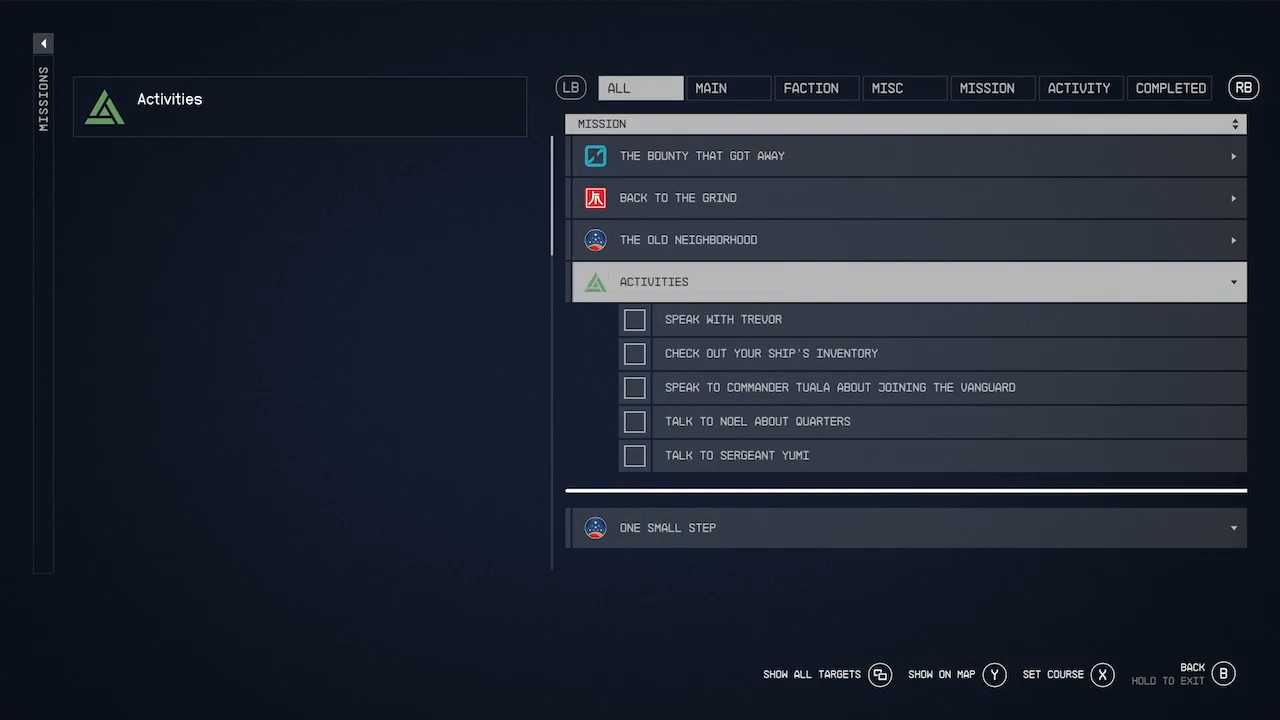 MISSIONS
Activities
LB ALL MAIN FACTION MISC MISSION ACTIVITY COMPLETED RB
MISSION
THE BOUNTY THAT GOT AWAY
BACK TO THE GRIND
THE OLD NEIGHBORHOOD
ACTIVITIES
SPEAK WITH TREVOR
CHECK OUT YOUR SHIP'S INVENTORY
SPEAK TO COMMANDER TUALA ABOUT JOINING THE VANGUARD
TALK TO NOEL ABOUT QUARTERS
TALK TO SERGEANT YUMI
ONE SMALL STEP
SHOW ALL TARGETS SHOW ON MAP Y SET COURSE X BACK B
HOLD TO EXIT